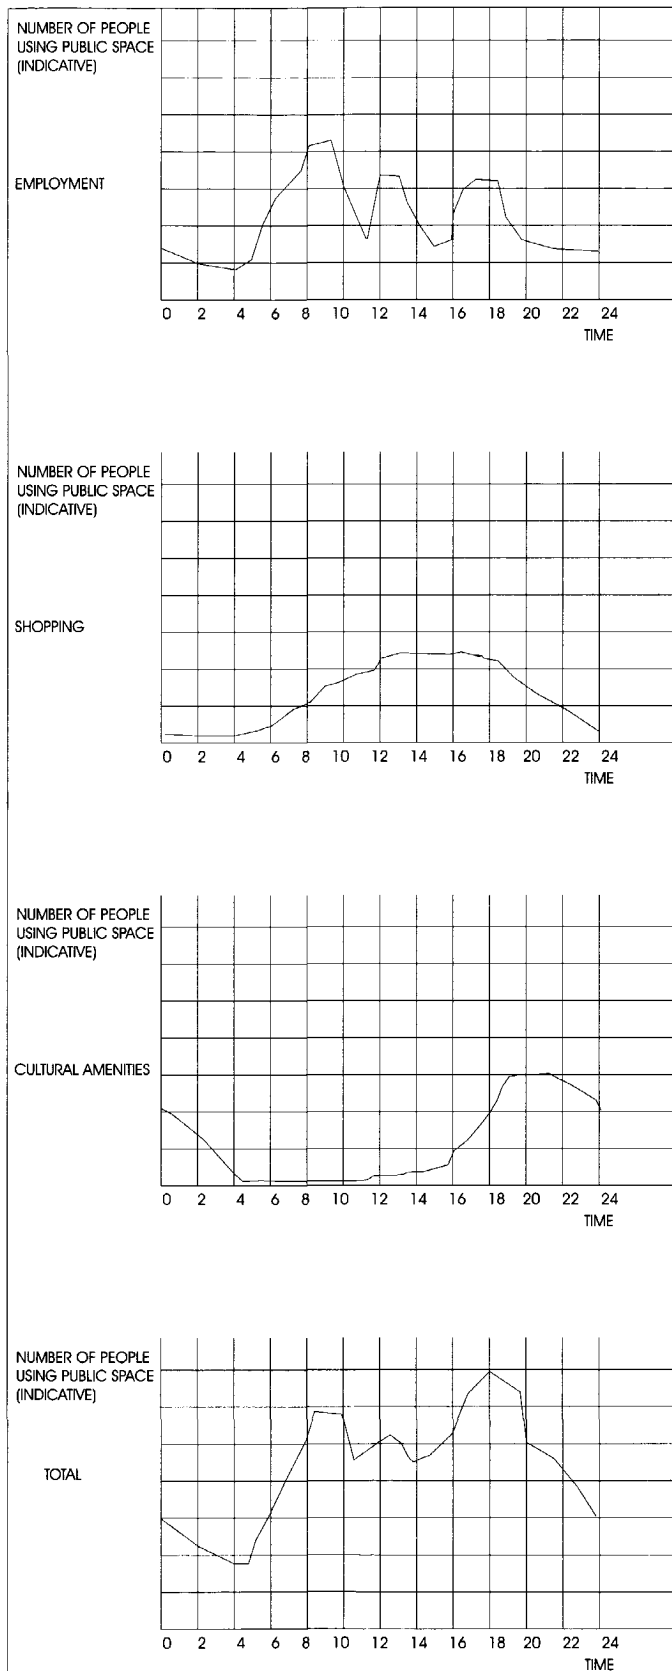 NUMBER OF PEOPLE
USING PUBLIC SPACE
(INDICATIVE)
EMPLOYMENT
0 2 4 6 8 10 12 14 16 18 20 22 24
TIME
NUMBER OF PEOPLE
USING PUBLIC SPACE
(INDICATIVE)
SHOPPING
0 2 4 6 8 10 12 14 16 18 20 22 24
TIME
NUMBER OF PEOPLE
USING PUBLIC SPACE
(INDICATIVE)
CULTURAL AMENITIES
0 2 4 6 8 10 12 14 16 18 20 22 24
TIME
NUMBER OF PEOPLE
USING PUBLIC SPACE
(INDICATIVE)
TOTAL
0 2 4 6 8 10 12 14 16 18 20 22 24
TIME